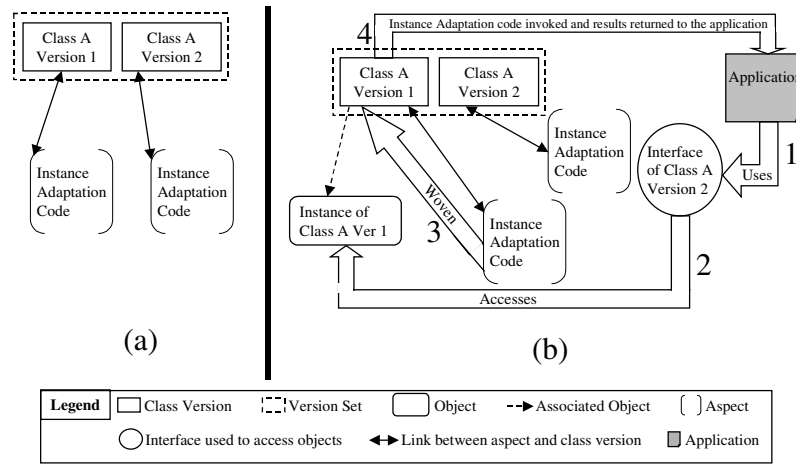 Class A
Version 1
Class A
Version 2
Instance
Adaptation
Code
Instance
Adaptation
Code
(a)
4
Instance Adaptation code invoked and results returned to the application
Class A
Version 1
Class A
Version 2
Application
Instance
Adaptation
Code
Interface
of Class A
Version 2
1
Uses
Woven
3
Instance of
Class A Ver 1
Instance
Adaptation
Code
2
Accesses
(b)
Legend
Class Version
Version Set
Object
Associated Object
Aspect
Interface used to access objects
Link between aspect and class version
Application